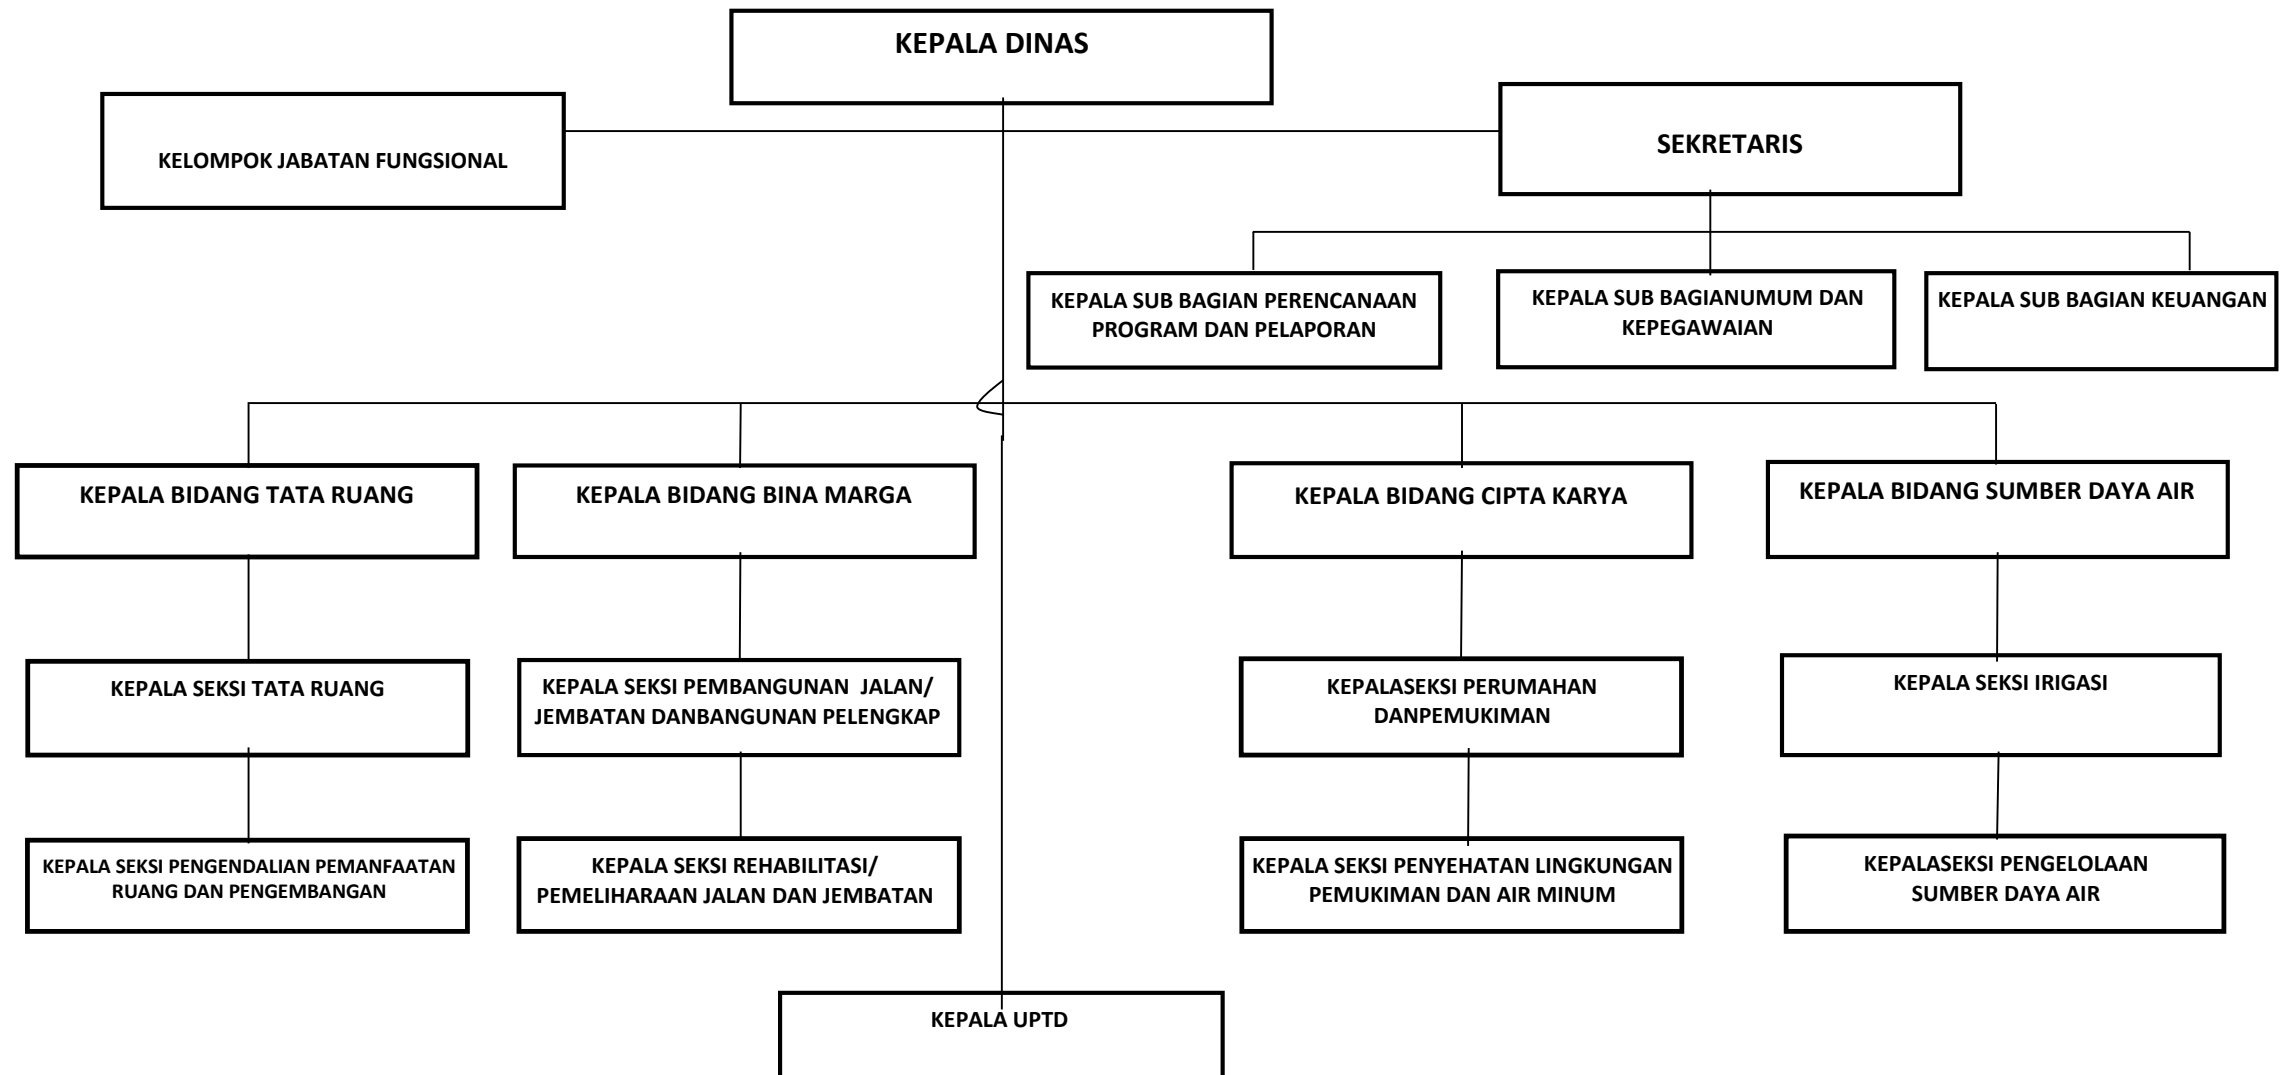 KEPALA DINAS
KELOMPOK JABATAN FUNGSIONAL
SEKRETARIS
KEPALA SUB BAGIAN PERENCANAAN
PROGRAM DAN PELAPORAN
KEPALA SUB BAGIANUMUM DAN
KEPEGAWAIAN
KEPALA SUB BAGIAN KEUANGAN
KEPALA BIDANG TATA RUANG
KEPALA BIDANG BINA MARGA
KEPALA BIDANG CIPTA KARYA
KEPALA BIDANG SUMBER DAYA AIR
KEPALA SEKSI TATA RUANG
KEPALA SEKSI PEMBANGUNAN  JALAN/
JEMBATAN DANBANGUNAN PELENGKAP
KEPALASEKSI PERUMAHAN
DANPEMUKIMAN
KEPALA SEKSI IRIGASI
KEPALA SEKSI PENGENDALIAN PEMANFAATAN
RUANG DAN PENGEMBANGAN
KEPALA SEKSI REHABILITASI/
PEMELIHARAAN JALAN DAN JEMBATAN
KEPALA SEKSI PENYEHATAN LINGKUNGAN
PEMUKIMAN DAN AIR MINUM
KEPALASEKSI PENGELOLAAN
SUMBER DAYA AIR
KEPALA UPTD